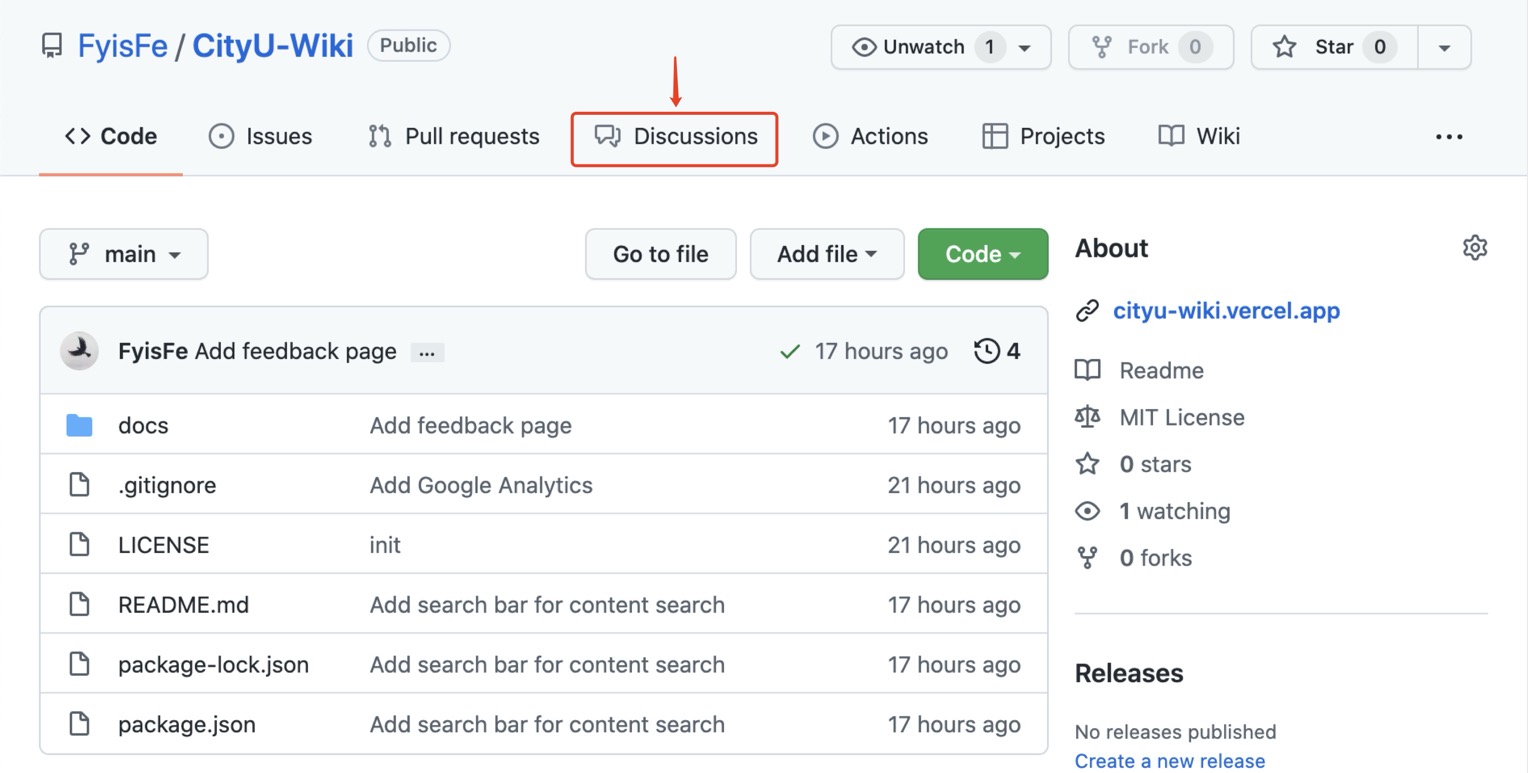 FyisFe / CityU-Wiki Public Unwatch 1 Fork 0 Star 0
Code Issues Pull requests Discussions Actions Projects Wiki ...
main Go to file Add file Code
FyisFe Add feedback page ... 17 hours ago 4
docs Add feedback page 17 hours ago
.gitignore Add Google Analytics 21 hours ago
LICENSE init 21 hours ago
README.md Add search bar for content search 17 hours ago
package-lock.json Add search bar for content search 17 hours ago
package.json Add search bar for content search 17 hours ago
About
cityu-wiki.vercel.app
Readme
MIT License
0 stars
1 watching
0 forks
Releases
No releases published
Create a new release